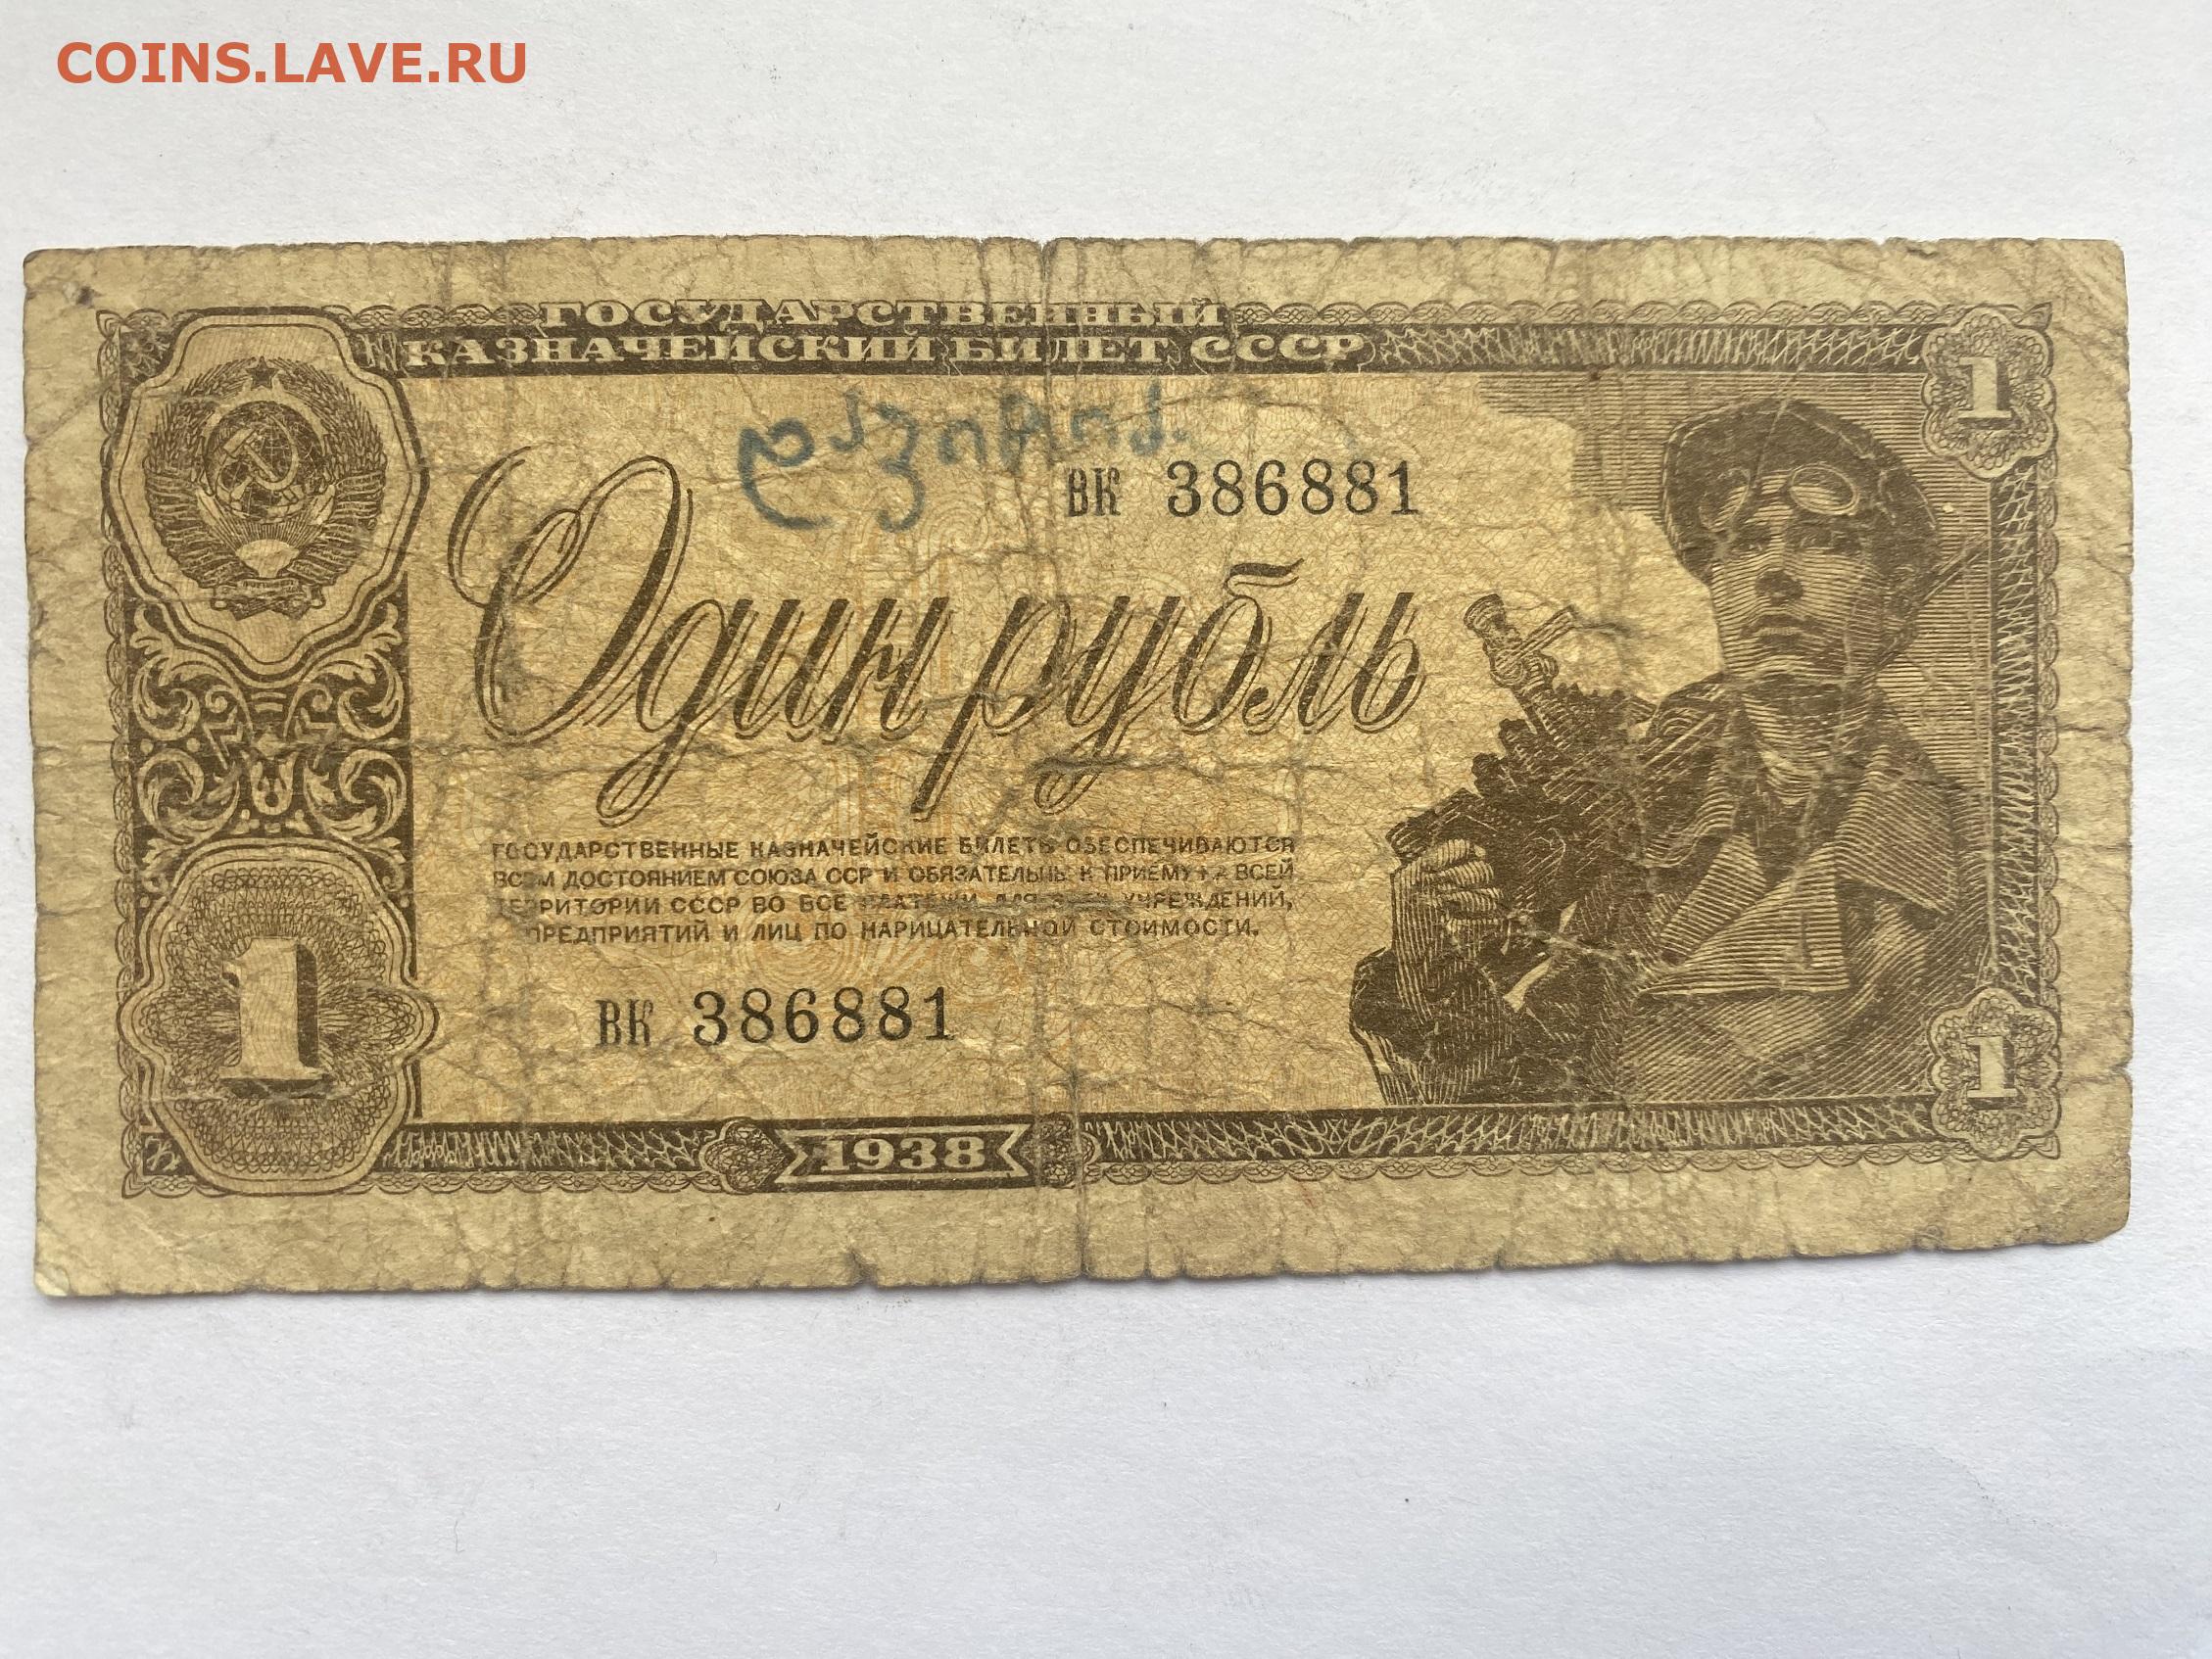 COINS.LAVE.RU
ГОСУДАРСТВЕННЫЙ
КАЗНАЧЕЙСКИЙ БИЛЕТ СССР
1
ВК 386881
Один рубль
ГОСУДАРСТВЕННЫЕ КАЗНАЧЕЙСКИЕ БИЛЕТЫ ОБЕСПЕЧИВАЮТСЯ
ВСЕМ ДОСТОЯНИЕМ СОЮЗА ССР И ОБЯЗАТЕЛЬНЫ К ПРИЕМУ НА ВСЕЙ
ТЕРРИТОРИИ СССР ВО ВСЕ ПЛАТЕЖИ ДЛЯ ВСЕХ УЧРЕЖДЕНИЙ,
ПРЕДПРИЯТИЙ И ЛИЦ ПО НАРИЦАТЕЛЬНОЙ СТОИМОСТИ.
ВК 386881
1
1
1938